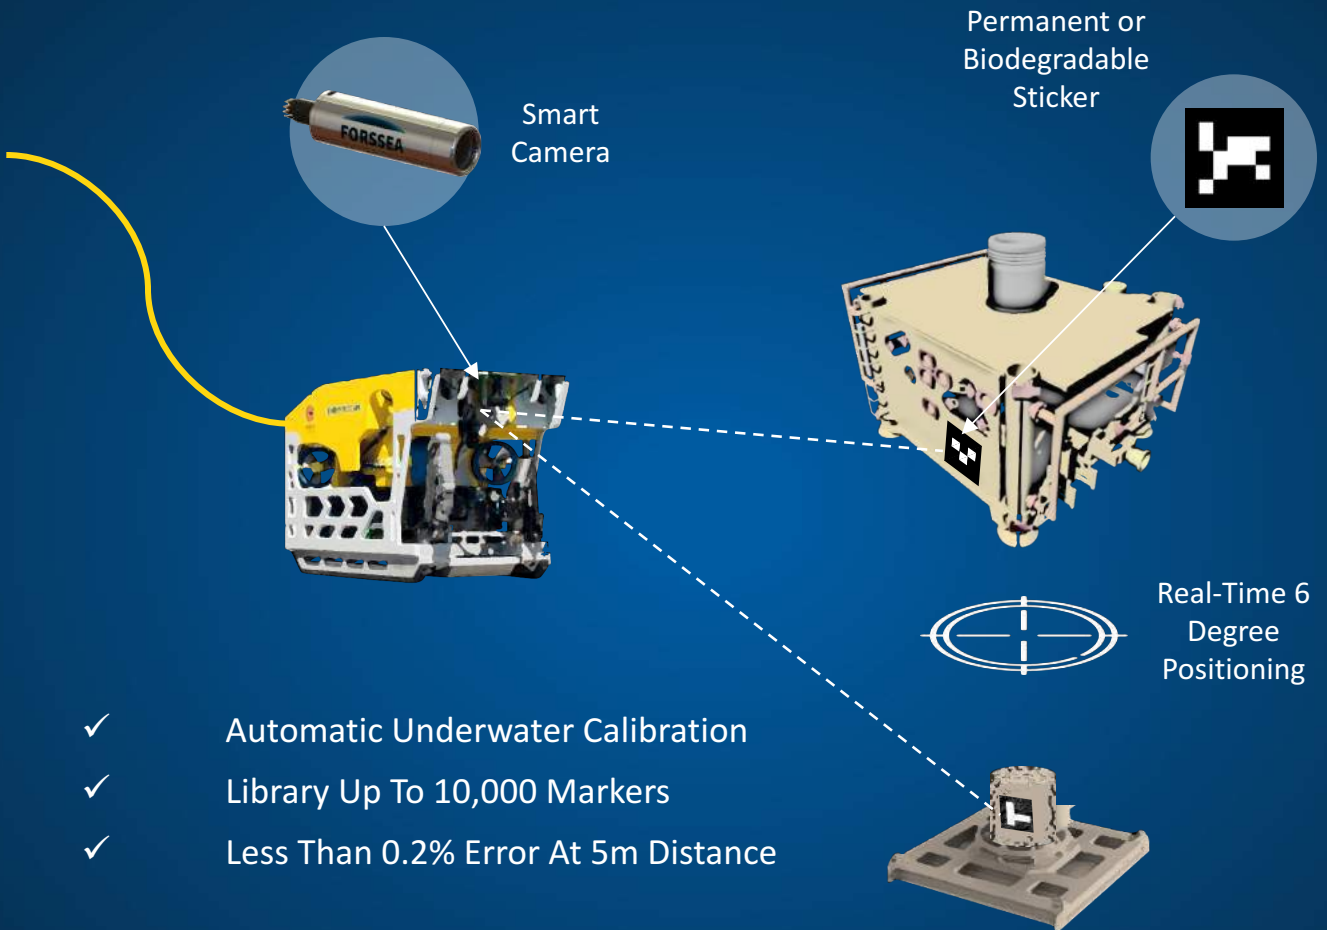 Permanent or
Biodegradable
Sticker
Smart
Camera
FORSSEA
Real-Time 6
Degree
Positioning
✓ Automatic Underwater Calibration
✓ Library Up To 10,000 Markers
✓ Less Than 0.2% Error At 5m Distance